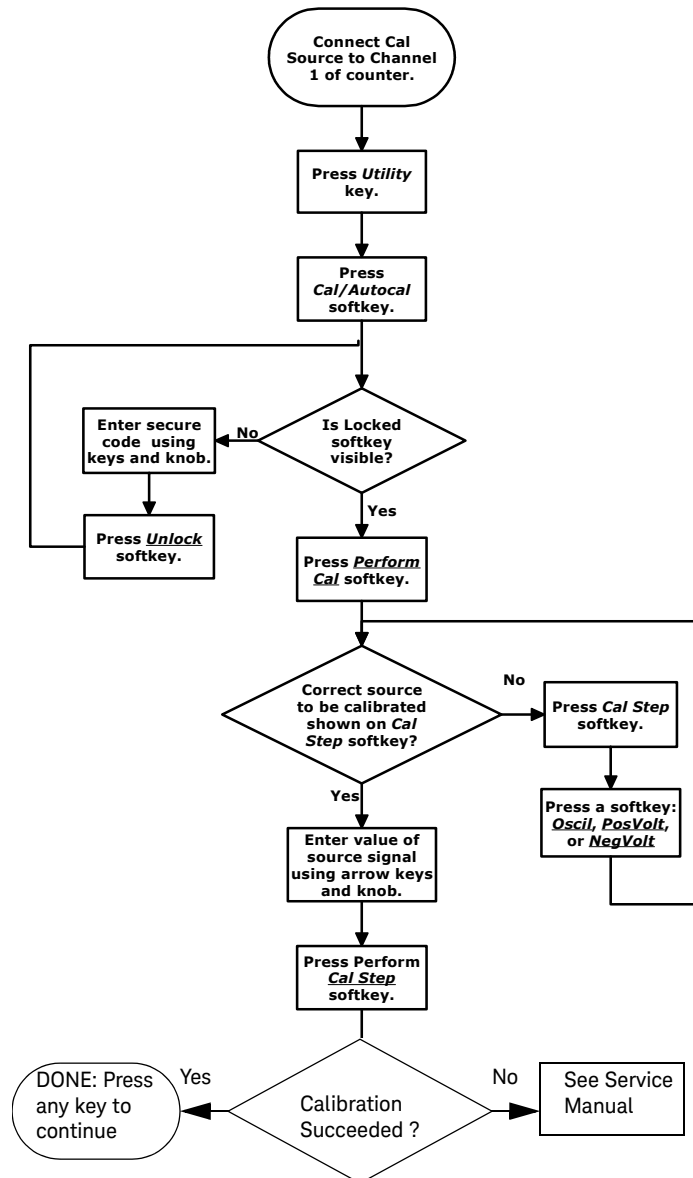 Connect Cal
Source to Channel
1 of counter.
Press Utility
key.
Press
Cal/Autocal
softkey.
Is Locked
softkey
visible?
No
Enter secure
code using
keys and knob.
Press Unlock
softkey.
Yes
Press Perform
Cal softkey.
Correct source
to be calibrated
shown on Cal
Step softkey?
No
Press Cal Step
softkey.
Press a softkey:
Oscil, PosVolt,
or NegVolt
Yes
Enter value of
source signal
using arrow keys
and knob.
Press Perform
Cal Step
softkey.
Calibration
Succeeded ?
Yes
DONE: Press
any key to
continue
No
See Service
Manual